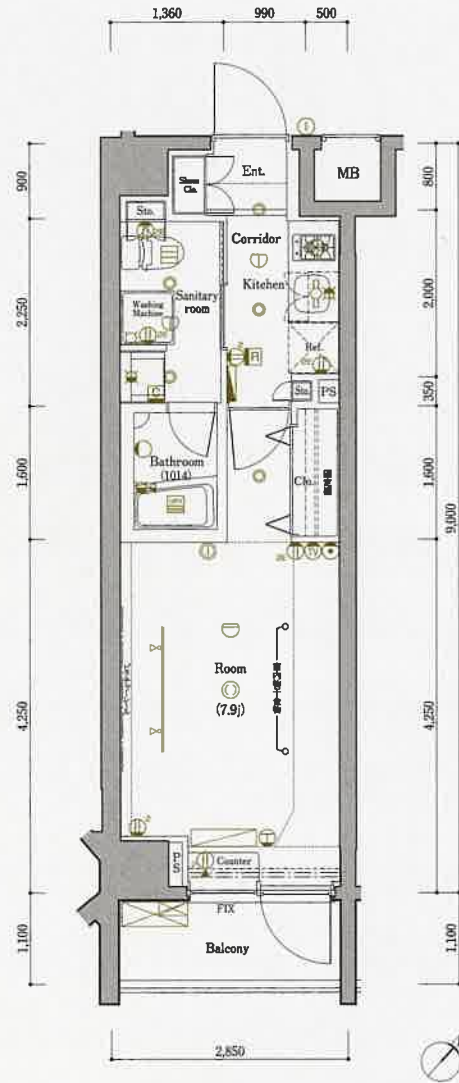 1,360
990
500
Ent.
MB
900
800
Sto.
Corridor
Kitchen
Sanitary
room
Washing
Machine
2,250
2,000
Ref.
R
C
Sto.
PS
350
Bathroom
(1014)
Clo.
1,600
1,600
9,000
TV
Room
(7.9j)
4,250
4,250
PS
Counter
FIX
Balcony
1,100
1,100
2,850